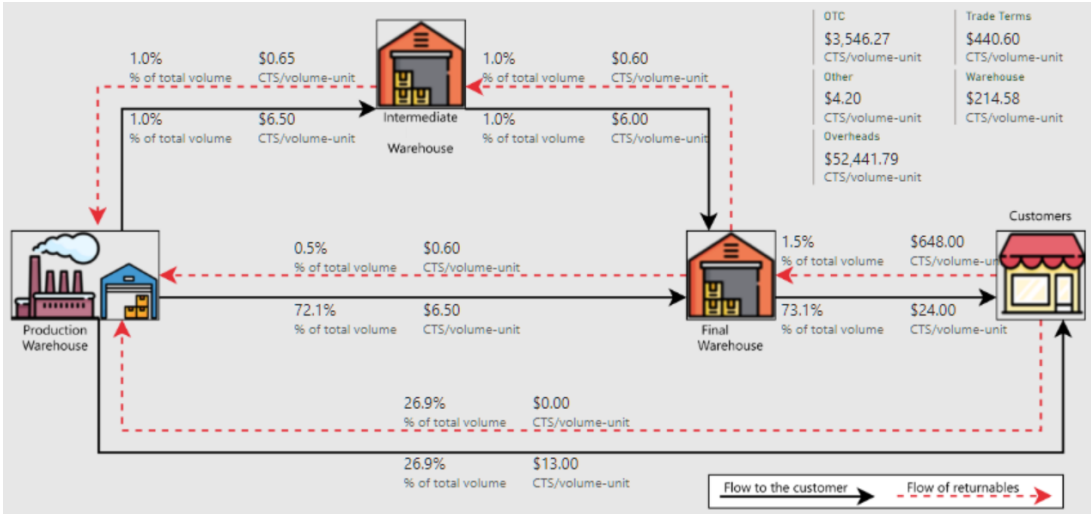 OTC
$3,546.27
CTS/volume-unit
Trade Terms
$440.60
CTS/volume-unit
Other
$4.20
CTS/volume-unit
Warehouse
$214.58
CTS/volume-unit
Overheads
$52,441.79
CTS/volume-unit
1.0%
% of total volume
$0.65
CTS/volume-unit
1.0%
% of total volume
$0.60
CTS/volume-unit
1.0%
% of total volume
$6.50
CTS/volume-unit
Intermediate
Warehouse
1.0%
% of total volume
$6.00
CTS/volume-unit
Customers
0.5%
% of total volume
$0.60
CTS/volume-unit
1.5%
% of total volume
$648.00
CTS/volume-un
72.1%
% of total volume
$6.50
CTS/volume-unit
73.1%
% of total volume
$24.00
CTS/volume-unit
Production
Warehouse
Final
Warehouse
26.9%
% of total volume
$0.00
CTS/volume-unit
26.9%
% of total volume
$13.00
CTS/volume-unit
Flow to the customer
Flow of returnables